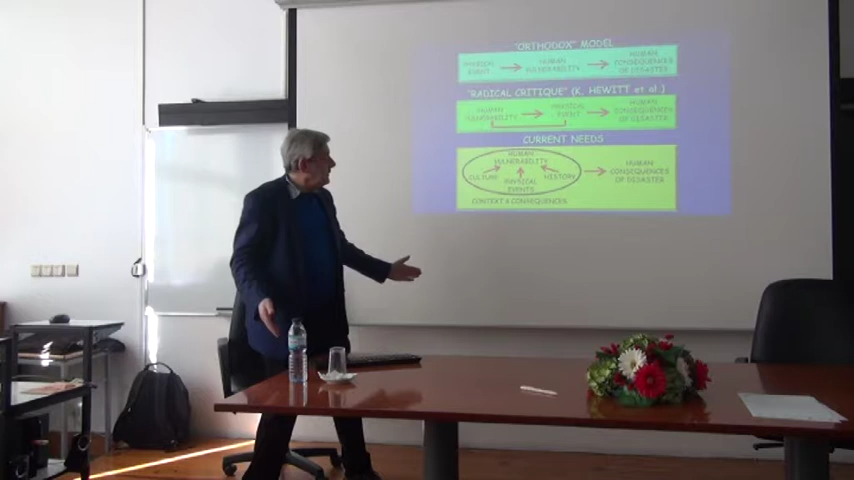 "ORTHODOX" MODEL
PHYSICAL EVENT → HUMAN VULNERABILITY → HUMAN CONSEQUENCES OF DISASTER
"RADICAL CRITIQUE" (K. HEWITT et al.)
HUMAN VULNERABILITY → PHYSICAL EVENT → HUMAN CONSEQUENCES OF DISASTER
CURRENT NEEDS
HUMAN VULNERABILITY
CULTURE
PHYSICAL EVENTS
HISTORY
→ HUMAN CONSEQUENCES OF DISASTER
CONTEXT & CONSEQUENCES